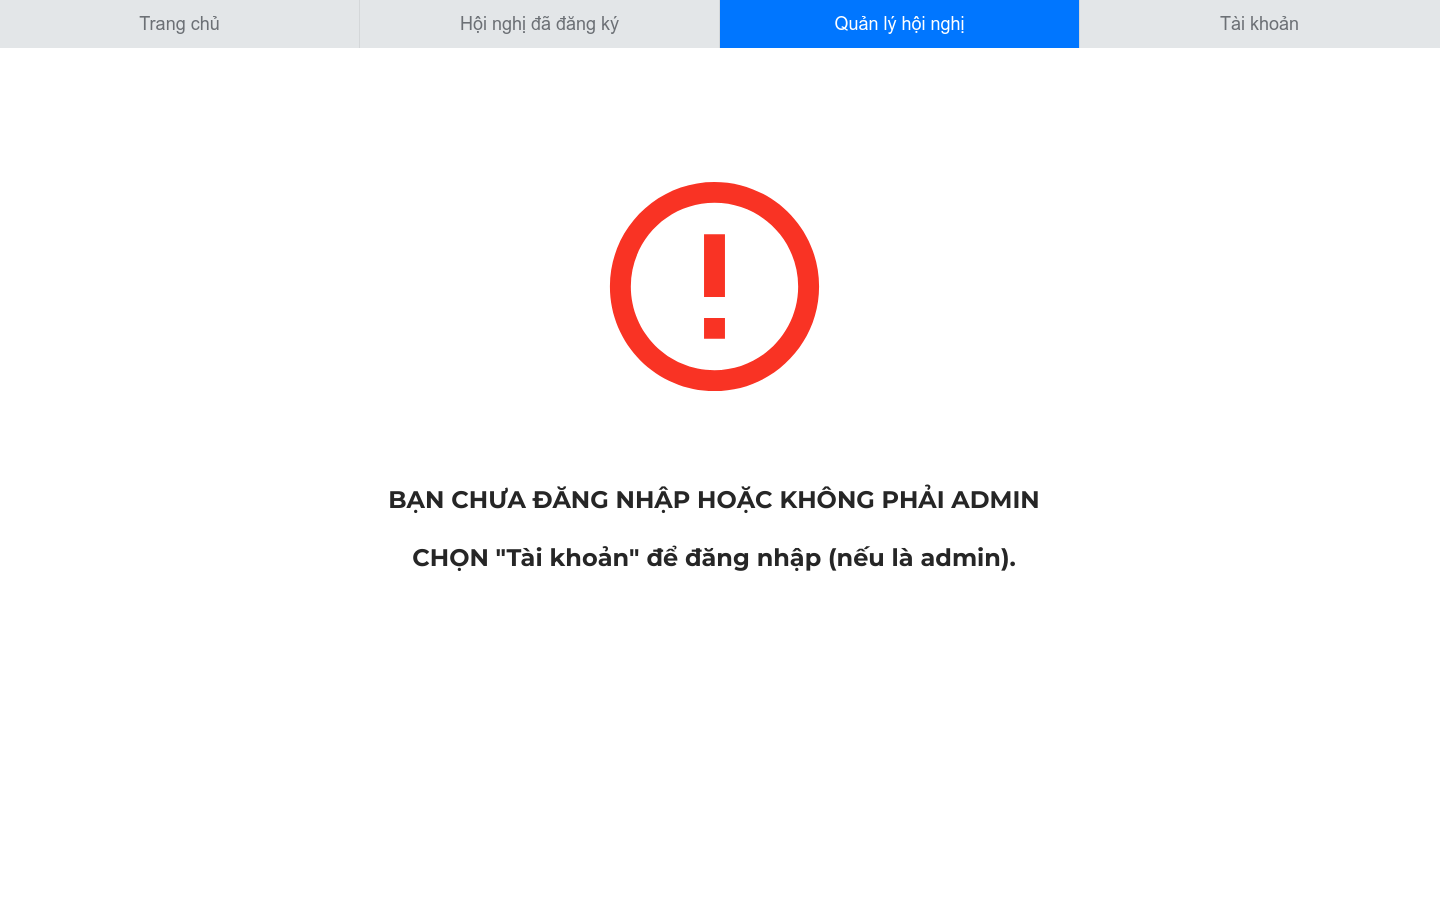 Trang chủ
Hội nghị đã đăng ký
Quản lý hội nghị
Tài khoản
BẠN CHƯA ĐĂNG NHẬP HOẶC KHÔNG PHẢI ADMIN
CHỌN "Tài khoản" để đăng nhập (nếu là admin).